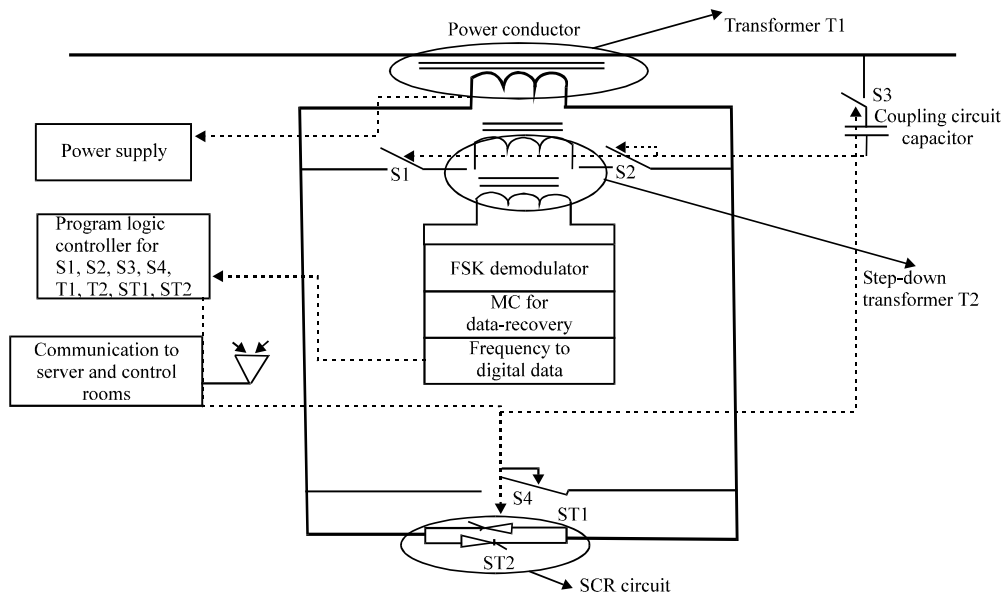 Power conductor
Transformer T1
S3
Coupling circuit
capacitor
Power supply
S1
S2
Program logic
controller for
S1, S2, S3, S4,
T1, T2, ST1, ST2
FSK demodulator
MC for
data-recovery
Frequency to
digital data
Step-down
transformer T2
Communication to
server and control
rooms
S4
ST1
ST2
SCR circuit